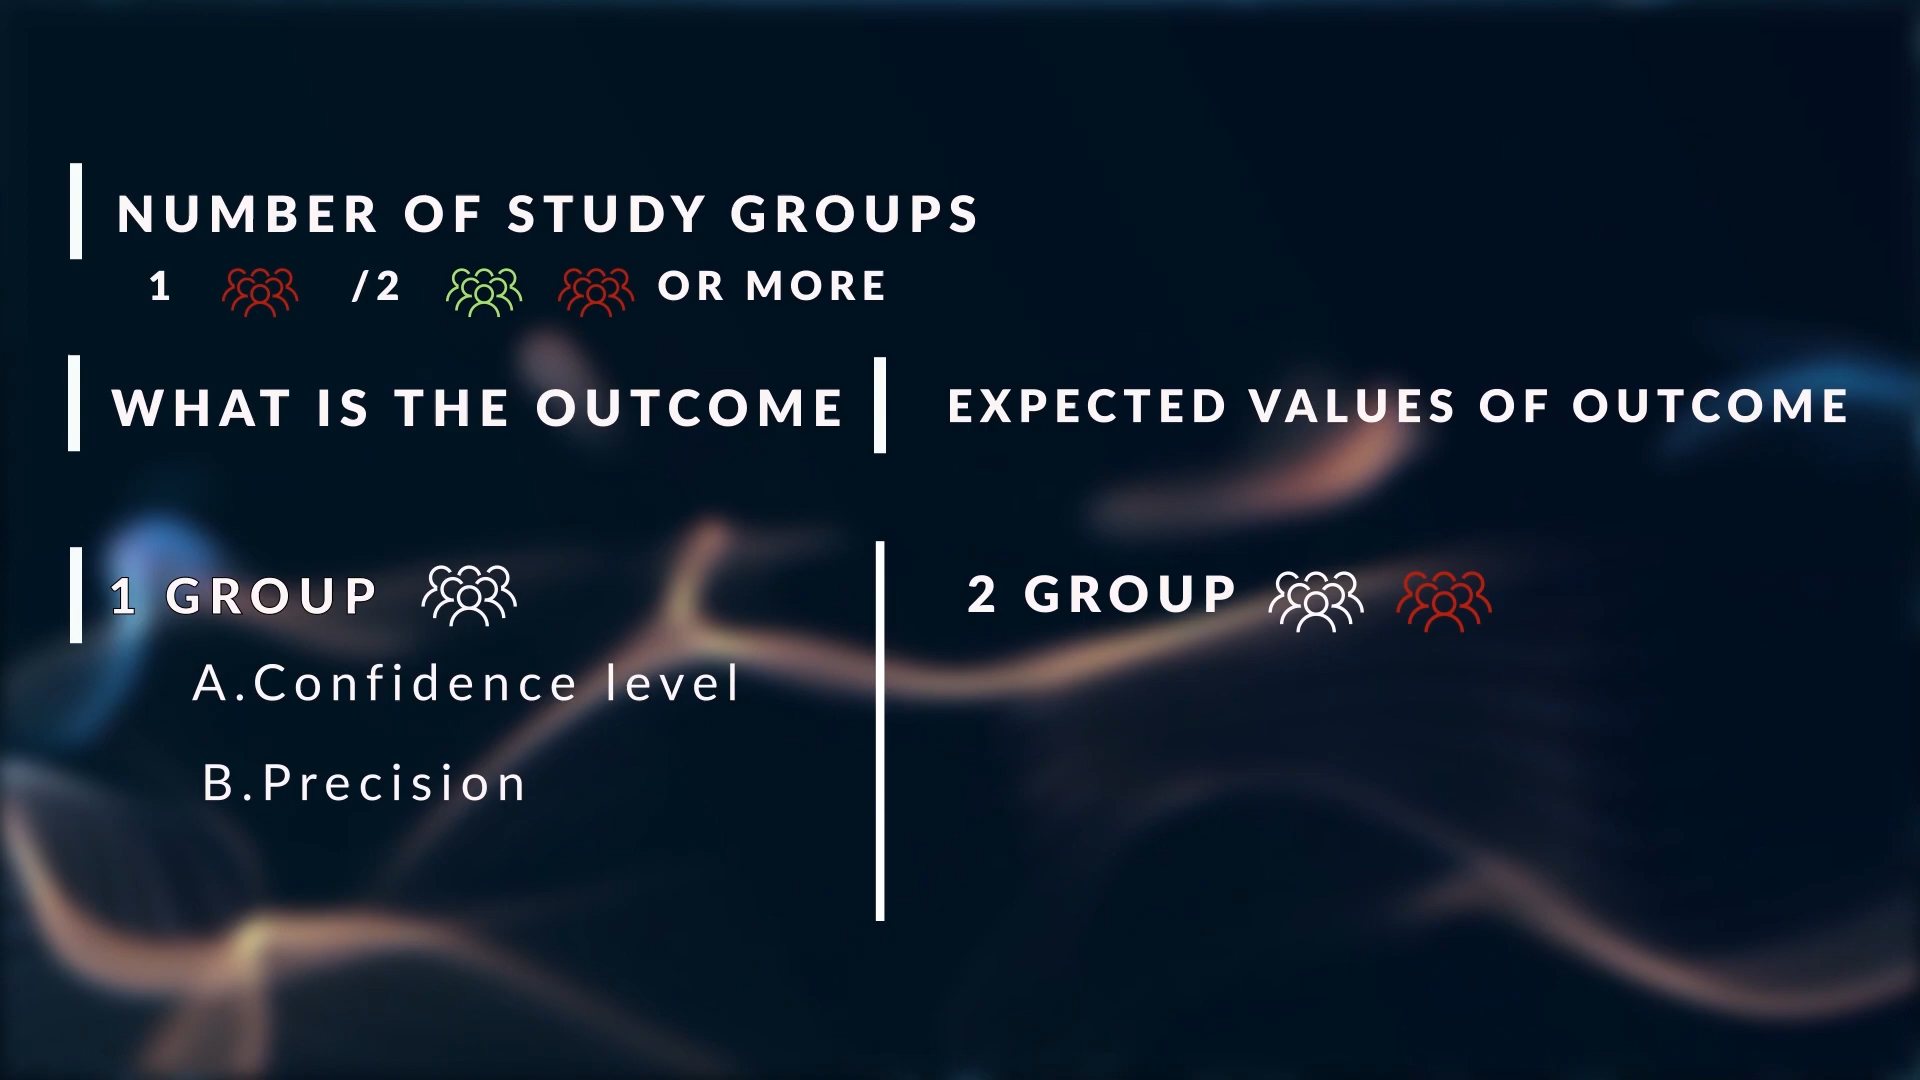 NUMBER OF STUDY GROUPS
1 /2 OR MORE
WHAT IS THE OUTCOME
EXPECTED VALUES OF OUTCOME
1 GROUP
A.Confidence level
B.Precision
2 GROUP